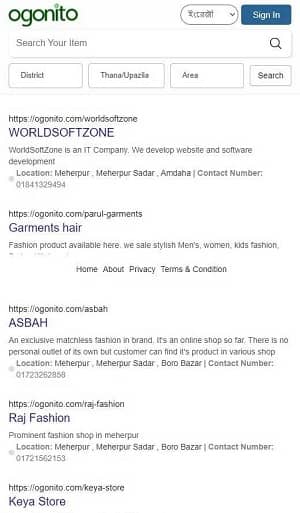 ogonito
ইংরেজী
Sign In
Search Your Item
District
Thana/Upazila
Area
Search
https://ogonito.com/worldsoftzone
WORLDSOFTZONE
WorldSoftZone is an IT Company. We develop website and software
development
Location: Meherpur , Meherpur Sadar , Amdaha | Contact Number:
01841329494
https://ogonito.com/parul-garments
Garments hair
Fashion product available here. we sale stylish Men's, women, kids fashion,
Home About Privacy Terms & Condition
https://ogonito.com/asbah
ASBAH
An exclusive matchless fashion in brand. It's an online shop so far. There is no
personal outlet of its own but customer can find it's product in various shop
Location: Meherpur , Meherpur Sadar , Boro Bazar | Contact Number:
01723262858
https://ogonito.com/raj-fashion
Raj Fashion
Prominent fashion shop in meherpur
Location: Meherpur , Meherpur Sadar , Boro Bazar | Contact Number:
01721562153
https://ogonito.com/keya-store
Keya Store